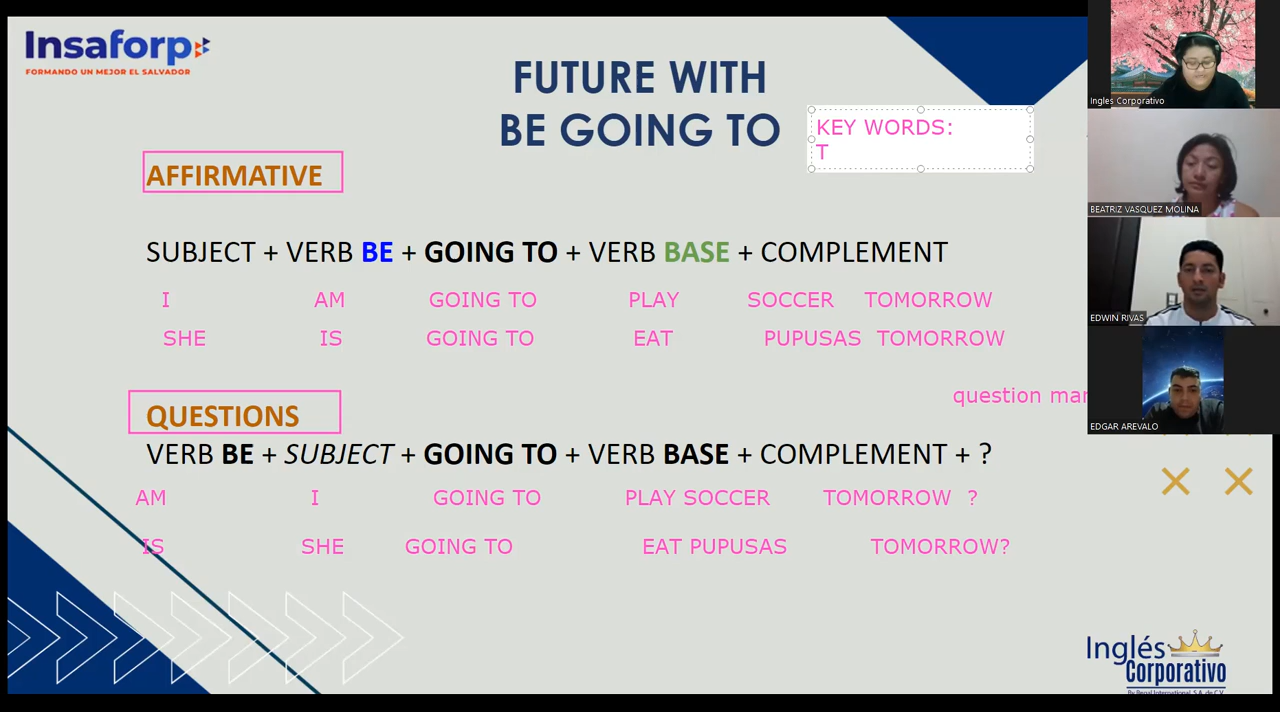 Insaforp
FORMANDO UN MEJOR EL SALVADOR
FUTURE WITH
BE GOING TO
KEY WORDS:
T
AFFIRMATIVE
SUBJECT + VERB BE + GOING TO + VERB BASE + COMPLEMENT
I AM GOING TO PLAY SOCCER TOMORROW
SHE IS GOING TO EAT PUPUSAS TOMORROW
question mar
QUESTIONS
VERB BE + SUBJECT + GOING TO + VERB BASE + COMPLEMENT + ?
AM I GOING TO PLAY SOCCER TOMORROW ?
IS SHE GOING TO EAT PUPUSAS TOMORROW?
Ingles Corporativo
BEATRIZ VASQUEZ MOLINA
EDWIN RIVAS
EDGAR AREVALO
Inglés
Corporativo